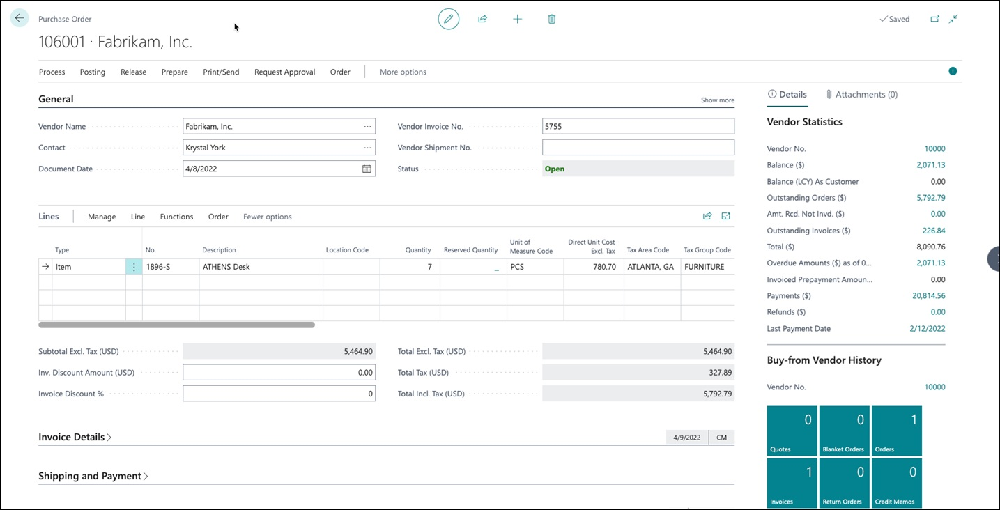 Purchase Order
Saved
106001 · Fabrikam, Inc.
Process Posting Release Prepare Print/Send Request Approval Order More options
General Show more
Vendor Name Fabrikam, Inc. ... Vendor Invoice No. 5755
Contact Krystal York ... Vendor Shipment No.
Document Date 4/8/2022 Status Open
Lines Manage Line Functions Order Fewer options
Type No. Description Location Code Quantity Reserved Quantity Unit of Measure Code Direct Unit Cost Excl. Tax Tax Area Code Tax Group Code
Item 1896-S ATHENS Desk 7 _ PCS 780.70 ATLANTA, GA FURNITURE
Subtotal Excl. Tax (USD) 5,464.90 Total Excl. Tax (USD) 5,464.90
Inv. Discount Amount (USD) 0.00 Total Tax (USD) 327.89
Invoice Discount % 0 Total Incl. Tax (USD) 5,792.79
Invoice Details 4/9/2022 CM
Shipping and Payment
Details Attachments (0)
Vendor Statistics
Vendor No. 10000
Balance ($) 2,071.13
Balance (LCY) As Customer 0.00
Outstanding Orders ($) 5,792.79
Amt. Rcd. Not Invd. ($) 0.00
Outstanding Invoices ($) 226.84
Total ($) 8,090.76
Overdue Amounts ($) as of 0... 2,071.13
Invoiced Prepayment Amoun... 0.00
Payments ($) 20,814.56
Refunds ($) 0.00
Last Payment Date 2/12/2022
Buy-from Vendor History
Vendor No. 10000
0 0 1
Quotes Blanket Orders Orders
1 0 0
Invoices Return Orders Credit Memos